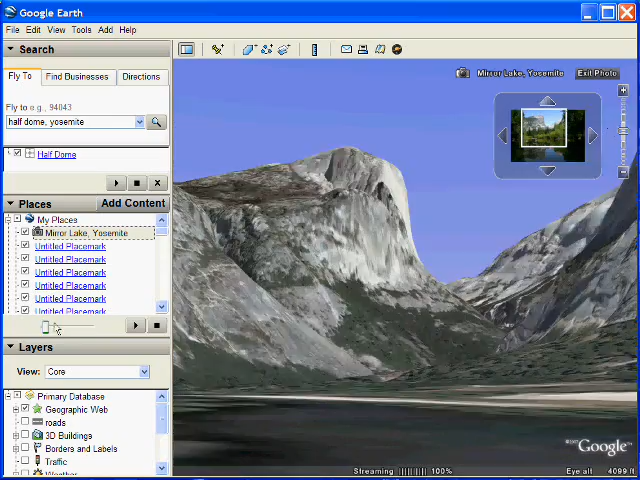 Google Earth
File Edit View Tools Add Help
Search
Fly To Find Businesses Directions
Fly to e.g., 94043
half dome, yosemite
Half Dome
Places Add Content
My Places
Mirror Lake, Yosemite
Untitled Placemark
Untitled Placemark
Untitled Placemark
Untitled Placemark
Untitled Placemark
Layers
View: Core
Primary Database
Geographic Web
roads
3D Buildings
Borders and Labels
Traffic
Weather
Mirror Lake, Yosemite Exit Photo
Google
Streaming 100% Eye alt 4099 ft